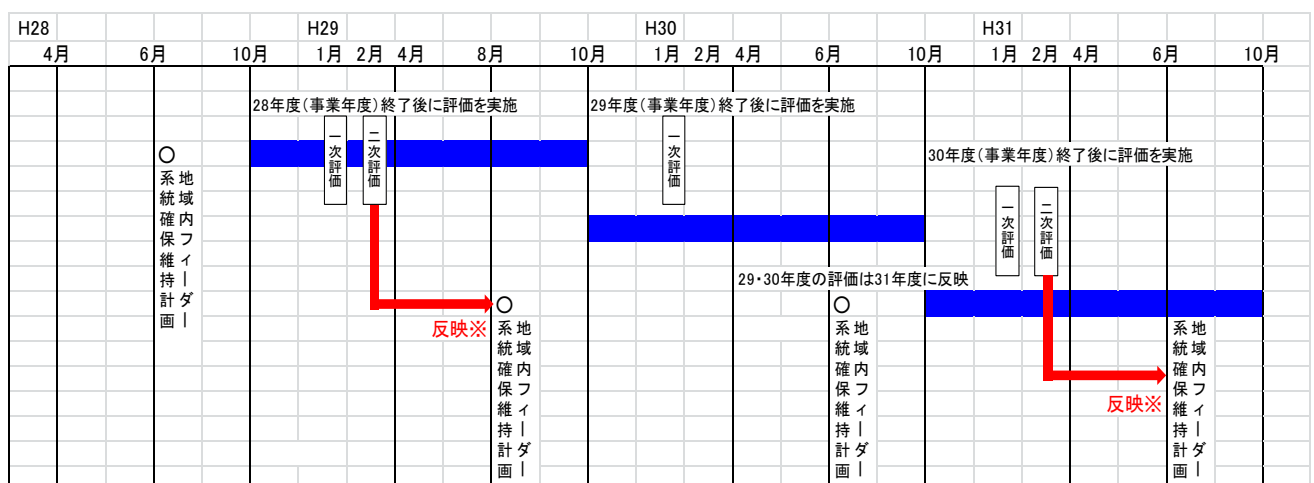 H28 H29 H30 H31
4月 6月 10月 1月 2月 4月 8月 10月 1月 2月 4月 6月 10月 1月 2月 4月 6月 10月
28年度(事業年度)終了後に評価を実施
29年度(事業年度)終了後に評価を実施
30年度(事業年度)終了後に評価を実施
一次評価
二次評価
一次評価
一次評価
二次評価
○
地域内フィーダー
系統確保維持計画
29・30年度の評価は31年度に反映
反映※
○
地域内フィーダー
系統確保維持計画
○
地域内フィーダー
系統確保維持計画
反映※
地域内フィーダー
系統確保維持計画